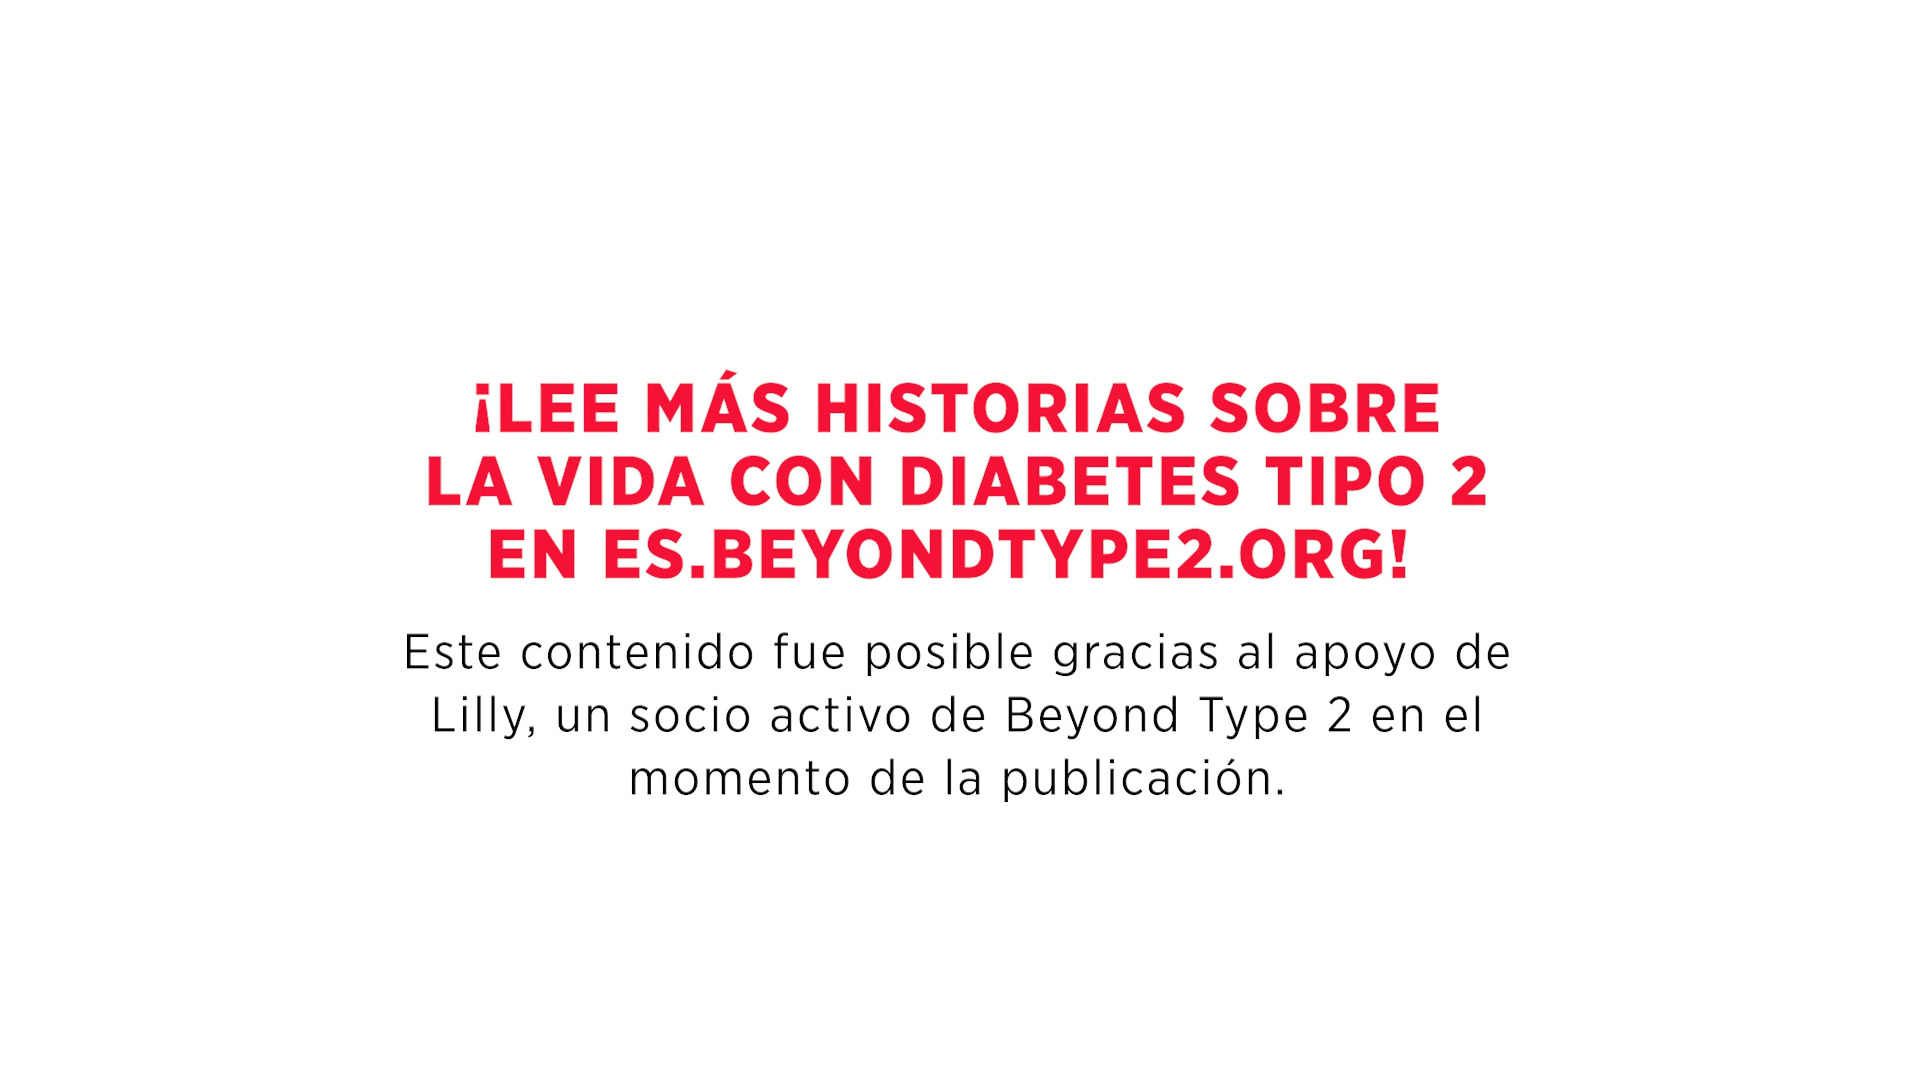 ¡LEE MÁS HISTORIAS SOBRE
LA VIDA CON DIABETES TIPO 2
EN ES.BEYONDTYPE2.ORG!
Este contenido fue posible gracias al apoyo de
Lilly, un socio activo de Beyond Type 2 en el
momento de la publicación.